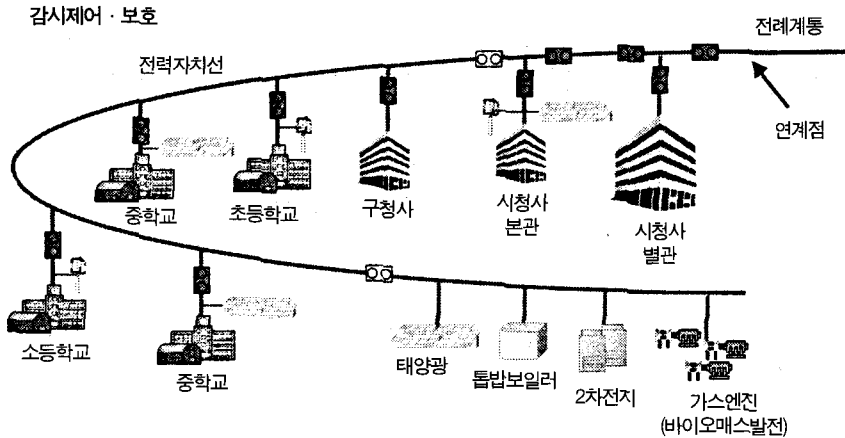 감시제어 · 보호
전례계통
전력자치선
연계점
중학교
초등학교
구청사
시청사
본관
시청사
별관
소등학교
중학교
태양광
톱밥보일러
2차전지
가스엔진
(바이오매스발전)